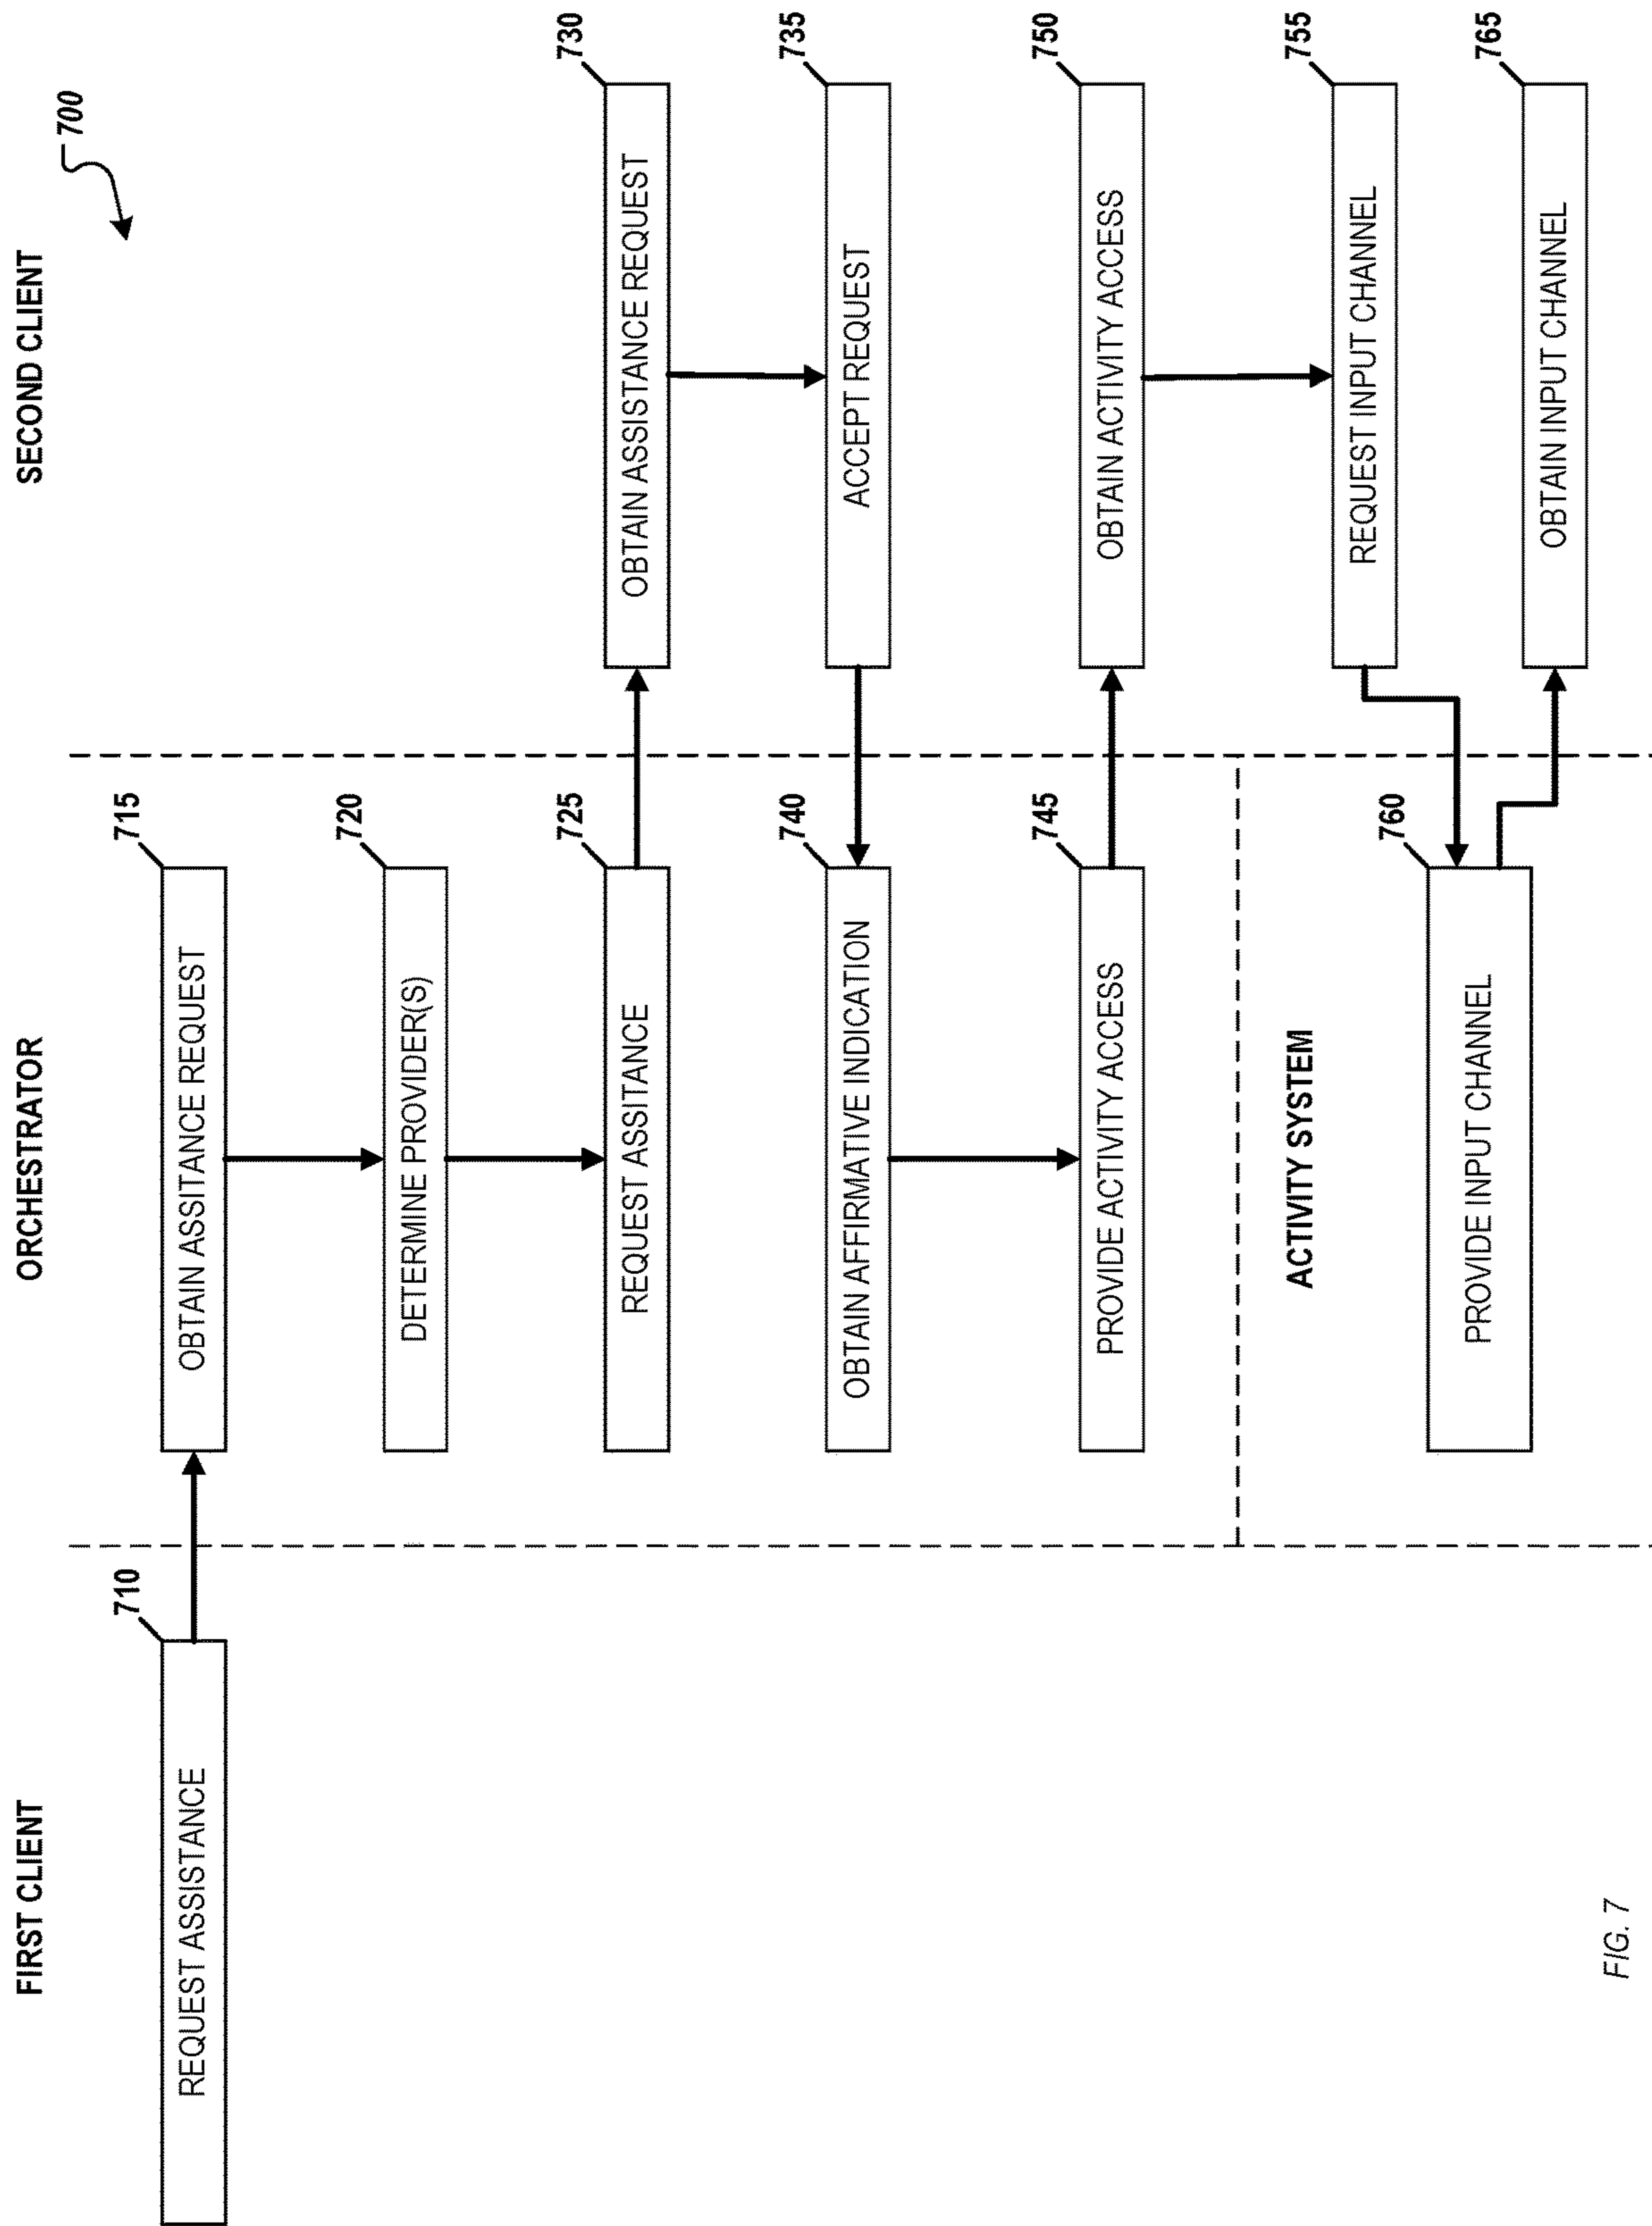 FIRST CLIENT
ORCHESTRATOR
SECOND CLIENT
700
710
REQUEST ASSISTANCE
715
OBTAIN ASSITANCE REQUEST
720
DETERMINE PROVIDER(S)
725
REQUEST ASSITANCE
730
OBTAIN ASSISTANCE REQUEST
735
ACCEPT REQUEST
740
OBTAIN AFFIRMATIVE INDICATION
745
PROVIDE ACTIVITY ACCESS
750
OBTAIN ACTIVITY ACCESS
755
REQUEST INPUT CHANNEL
ACTIVITY SYSTEM
760
PROVIDE INPUT CHANNEL
765
OBTAIN INPUT CHANNEL
FIG. 7